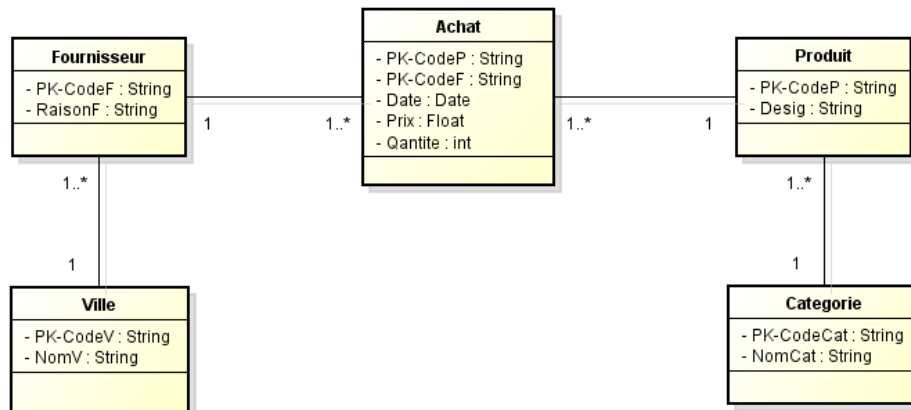 Achat
- PK-CodeP : String
- PK-CodeF : String
- Date : Date
- Prix : Float
- Qantite : int
Fournisseur
- PK-CodeF : String
- RaisonF : String
Produit
- PK-CodeP : String
- Desig : String
1
1..*
1..*
1
1..*
1
1..*
1
Ville
- PK-CodeV : String
- NomV : String
Categorie
- PK-CodeCat : String
- NomCat : String